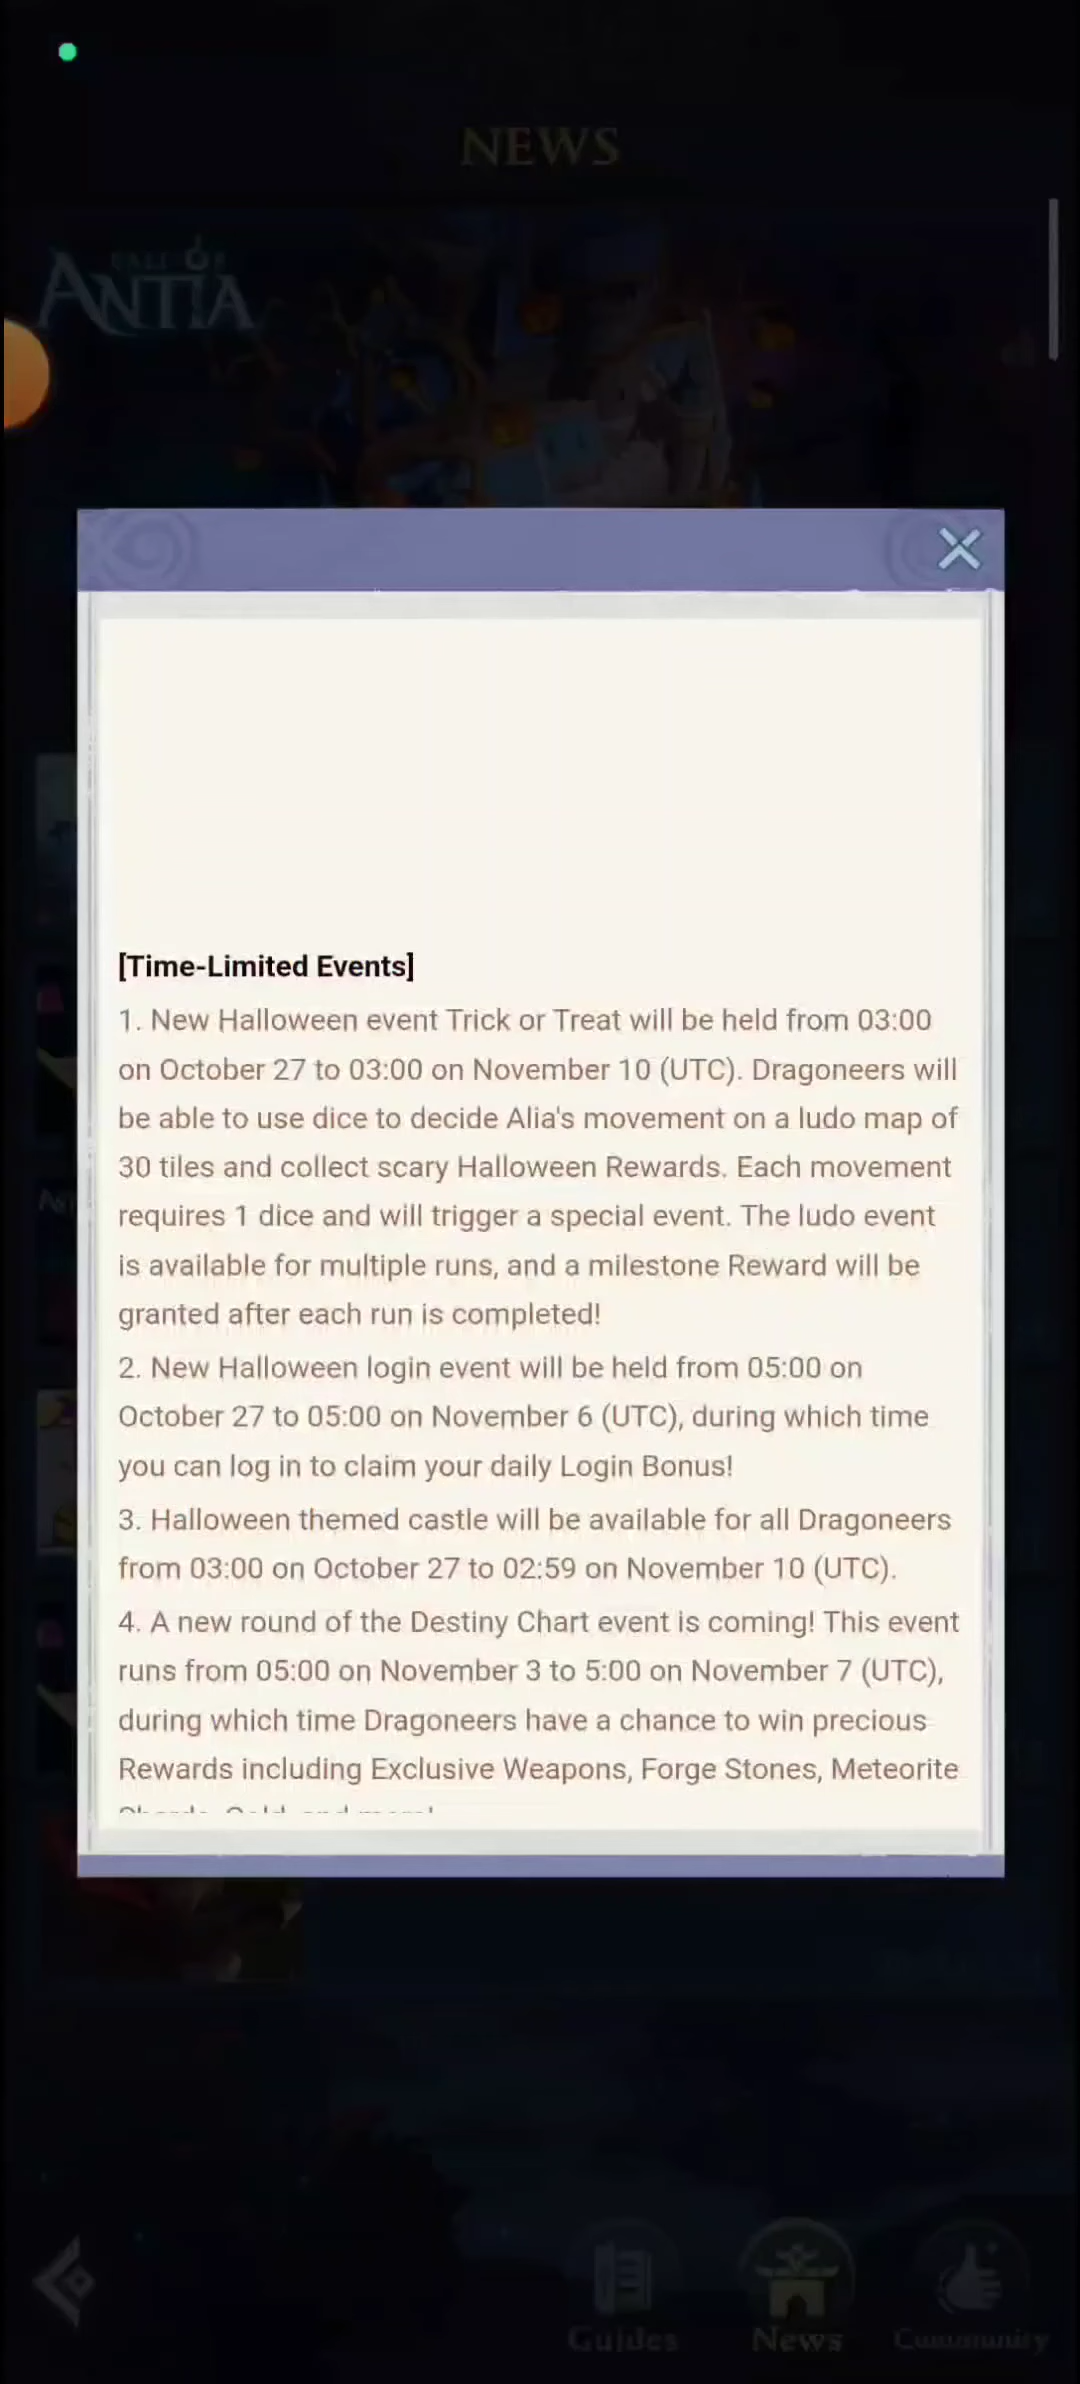 NEWS
CALL OF
ANTIA
[Time-Limited Events]
1. New Halloween event Trick or Treat will be held from 03:00
on October 27 to 03:00 on November 10 (UTC). Dragoneers will
be able to use dice to decide Alia's movement on a ludo map of
30 tiles and collect scary Halloween Rewards. Each movement
requires 1 dice and will trigger a special event. The ludo event
is available for multiple runs, and a milestone Reward will be
granted after each run is completed!
2. New Halloween login event will be held from 05:00 on
October 27 to 05:00 on November 6 (UTC), during which time
you can log in to claim your daily Login Bonus!
3. Halloween themed castle will be available for all Dragoneers
from 03:00 on October 27 to 02:59 on November 10 (UTC).
4. A new round of the Destiny Chart event is coming! This event
runs from 05:00 on November 3 to 5:00 on November 7 (UTC),
during which time Dragoneers have a chance to win precious
Rewards including Exclusive Weapons, Forge Stones, Meteorite
Guides
News
Community